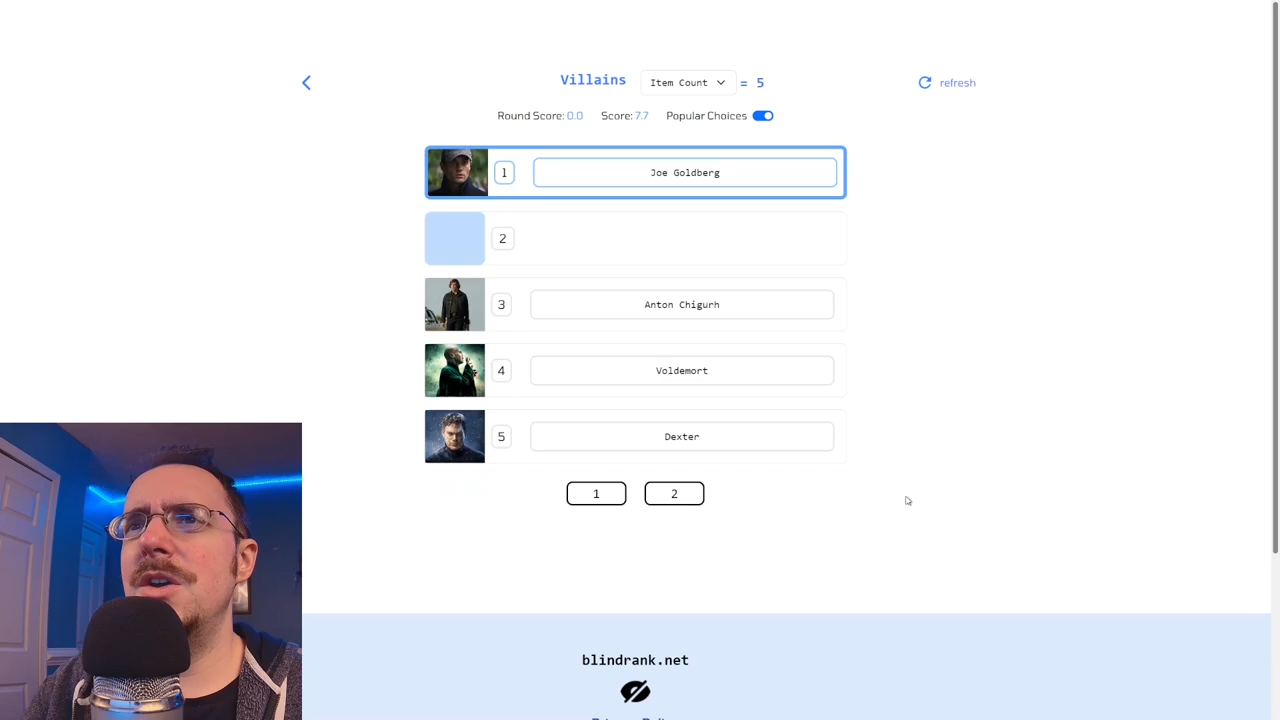 Villains
Item Count
= 5
refresh
Round Score: 0.0
Score: 7.7
Popular Choices
1
Joe Goldberg
2
3
Anton Chigurh
4
Voldemort
5
Dexter
1
2
blindrank.net